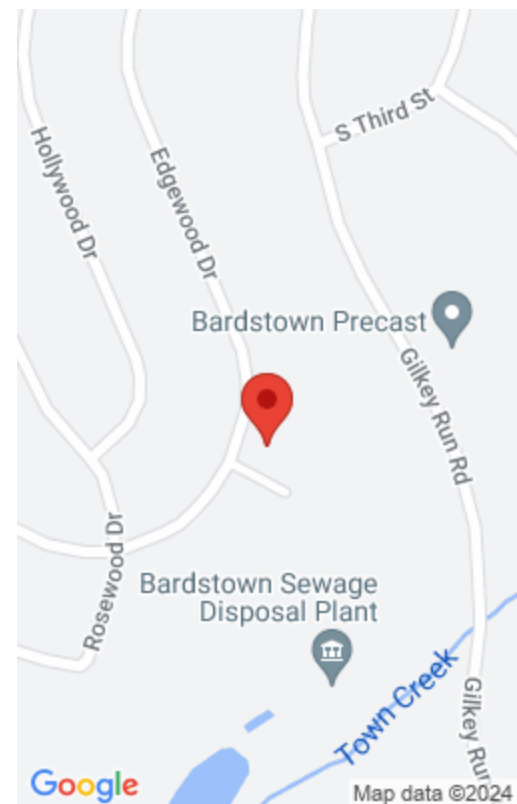 S Third St
Hollywood Dr
Edgewood Dr
Bardstown Precast
Gilkey Run Rd
Rosewood Dr
Bardstown Sewage
Disposal Plant
Town Creek
Gilkey Run
Google
Map data ©2024